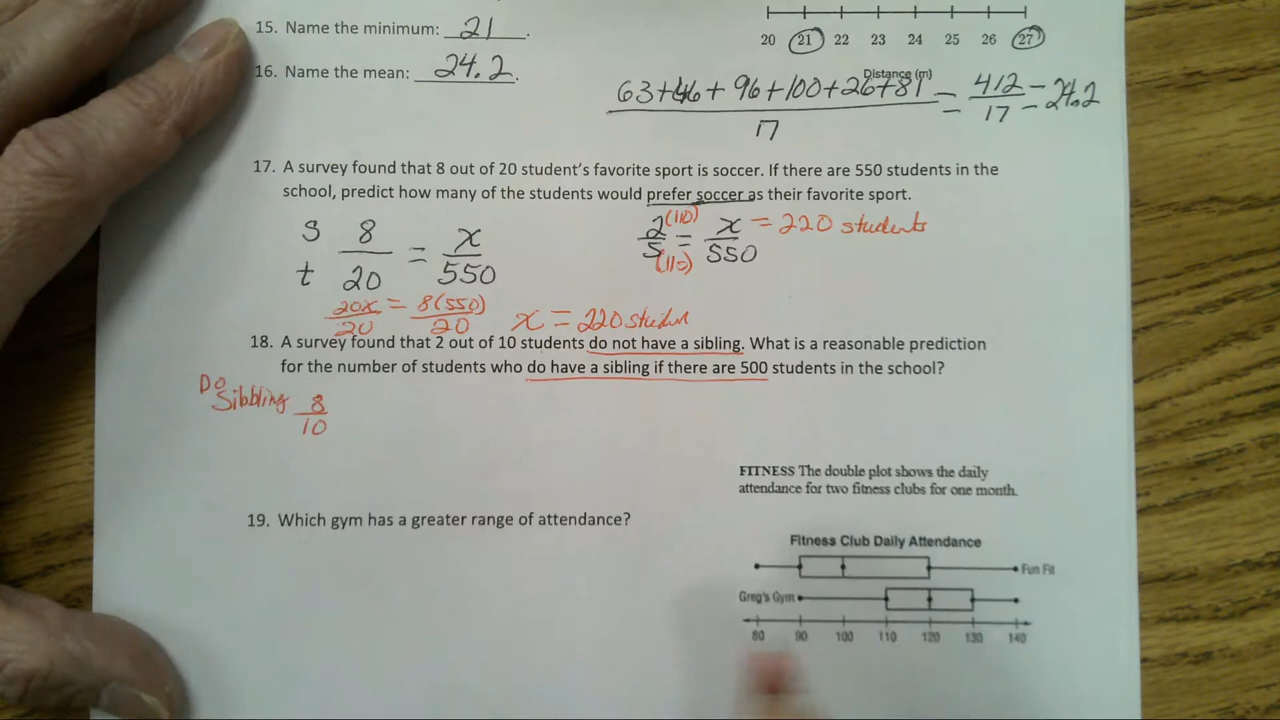 15. Name the minimum: 21.
20 21 22 23 24 25 26 27
Distance (m)
16. Name the mean: 24.2.
63+46+ 96+100+26+81 = 412 = 24.2
17 17
17. A survey found that 8 out of 20 student's favorite sport is soccer. If there are 550 students in the
school, predict how many of the students would prefer soccer as their favorite sport.
S 8 = x
t 20 550
2(110) = x = 220 students
5(110) 550
20x = 8(550)
20 20
x = 220
18. A survey found that 2 out of 10 students do not have a sibling. What is a reasonable prediction
for the number of students who do have a sibling if there are 500 students in the school?
Do
Sibbling 8
10
FITNESS The double plot shows the daily
attendance for two fitness clubs for one month.
19. Which gym has a greater range of attendance?
Fitness Club Daily Attendance
Fun Fit
Greg's Gym
80 90 100 110 120 130 140